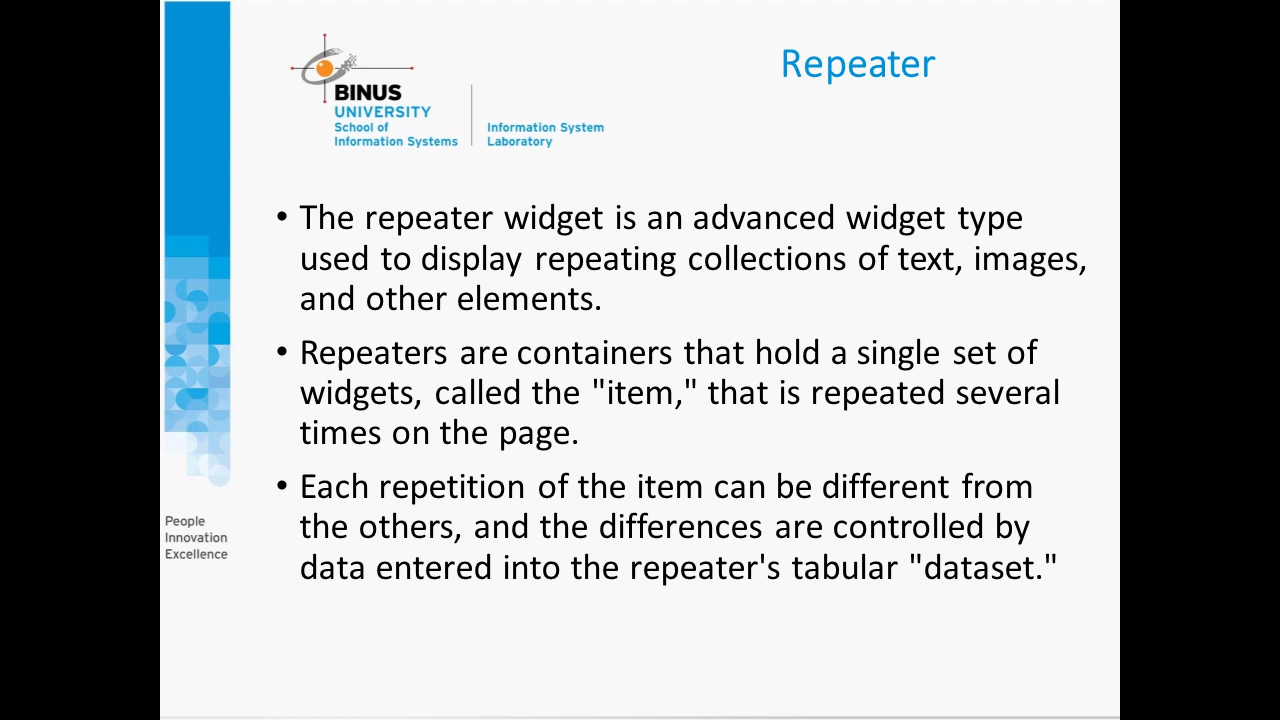 Repeater
BINUS
UNIVERSITY
School of
Information Systems
Information System
Laboratory
• The repeater widget is an advanced widget type
used to display repeating collections of text, images,
and other elements.
• Repeaters are containers that hold a single set of
widgets, called the "item," that is repeated several
times on the page.
• Each repetition of the item can be different from
the others, and the differences are controlled by
data entered into the repeater's tabular "dataset."
People
Innovation
Excellence